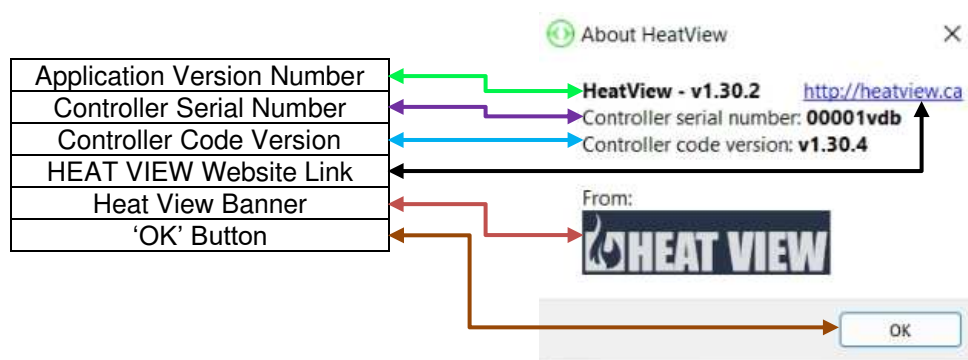 About HeatView
Application Version Number
Controller Serial Number
Controller Code Version
HEAT VIEW Website Link
Heat View Banner
‘OK’ Button
HeatView - v1.30.2 http://heatview.ca
Controller serial number: 00001vdb
Controller code version: v1.30.4
From:
HEAT VIEW
OK